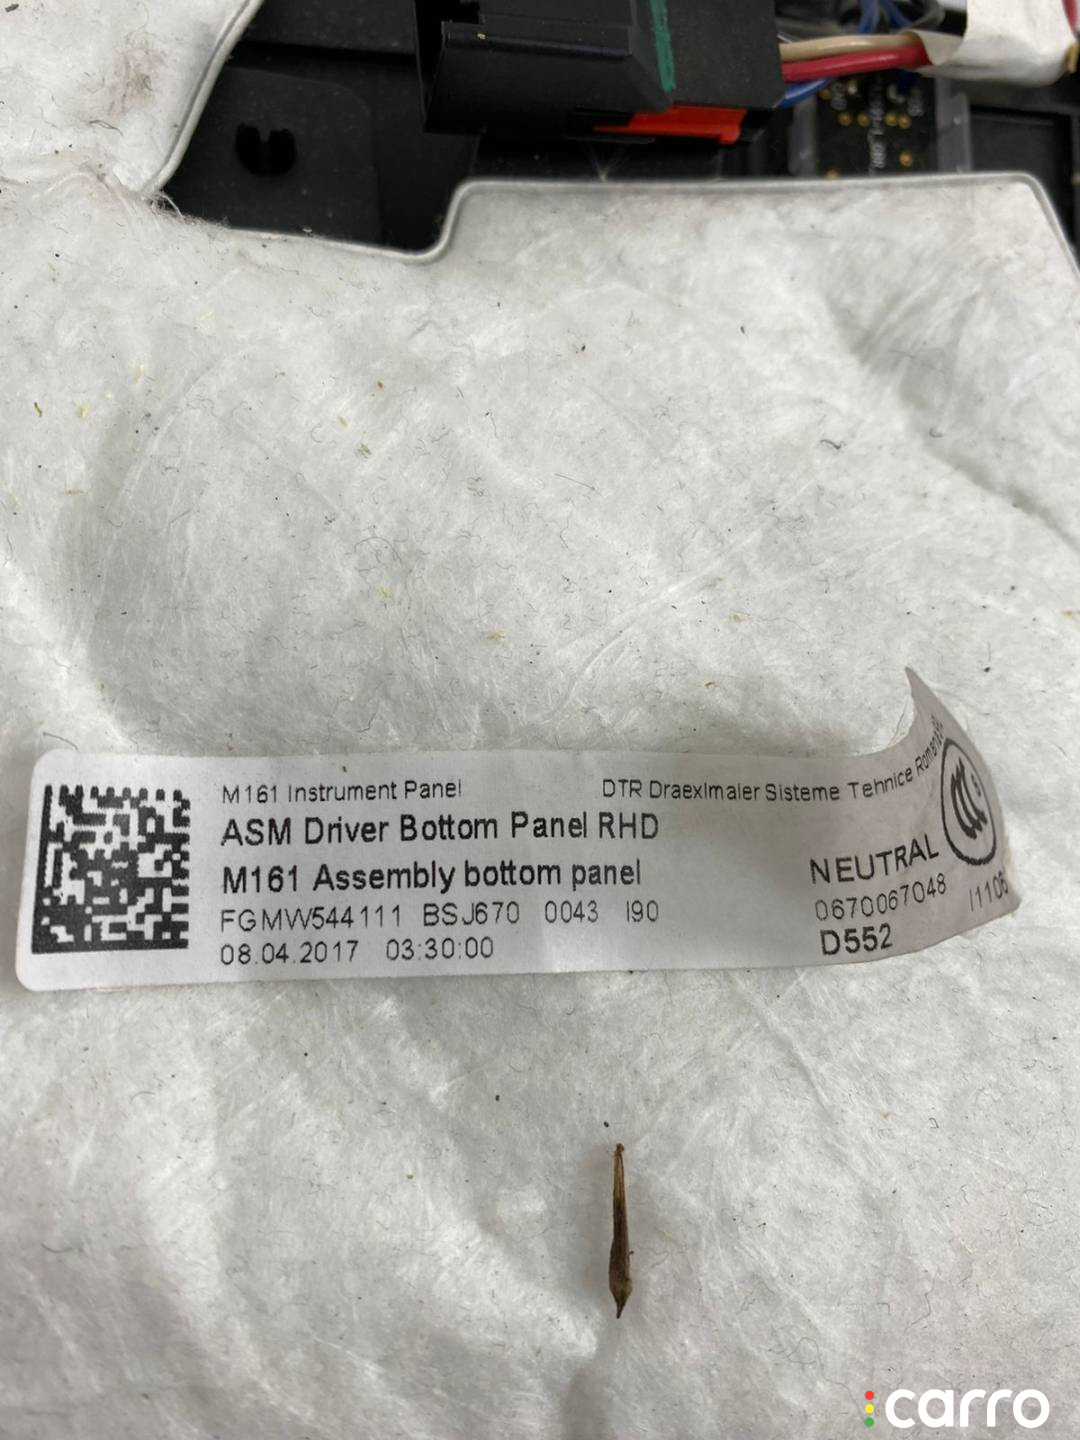 M161 Instrument Panel
DTR Draexlmaier Sisteme Tehnice
ASM Driver Bottom Panel RHD
M161 Assembly bottom panel
FGMW544111 BSJ670 0043 I90
08.04.2017 03:30:00
NEUTRAL
0670067048
D552
carro